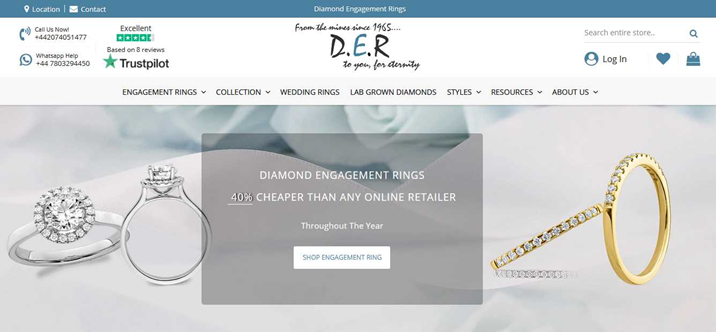 Location
Contact
Diamond Engagement Rings
Call Us Now!
+442074051477
Whatsapp Help
+44 7803294450
Excellent
Based on 8 reviews
Trustpilot
From the mines since 1965....
D.E.R
to you, for eternity
Search entire store..
Log In
ENGAGEMENT RINGS
COLLECTION
WEDDING RINGS
LAB GROWN DIAMONDS
STYLES
RESOURCES
ABOUT US
DIAMOND ENGAGEMENT RINGS
40% CHEAPER THAN ANY ONLINE RETAILER
Throughout The Year
SHOP ENGAGEMENT RING